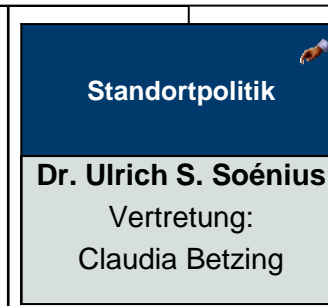 Standortpolitik
Dr. Ulrich S. Soénius
Vertretung:
Claudia Betzing